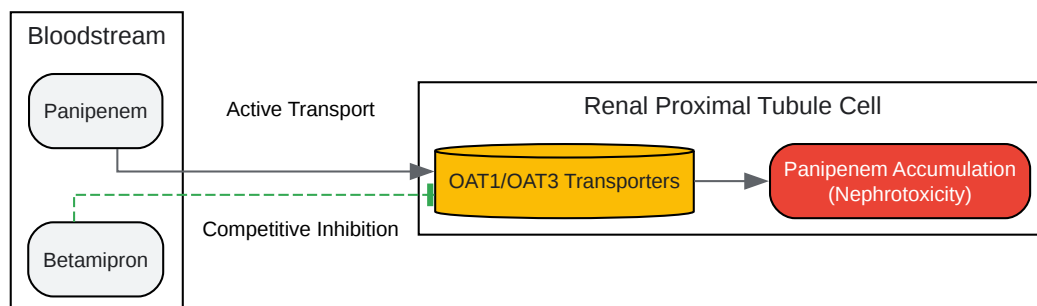 Bloodstream
Panipenem
Betamipron
Active Transport
Competitive Inhibition
Renal Proximal Tubule Cell
OAT1/OAT3 Transporters
Panipenem Accumulation
(Nephrotoxicity)